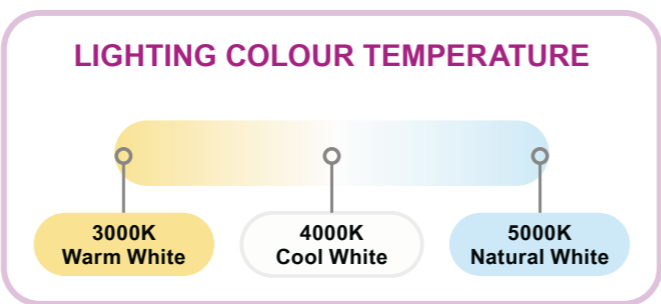 LIGHTING COLOUR TEMPERATURE
3000K
Warm White
4000K
Cool White
5000K
Natural White